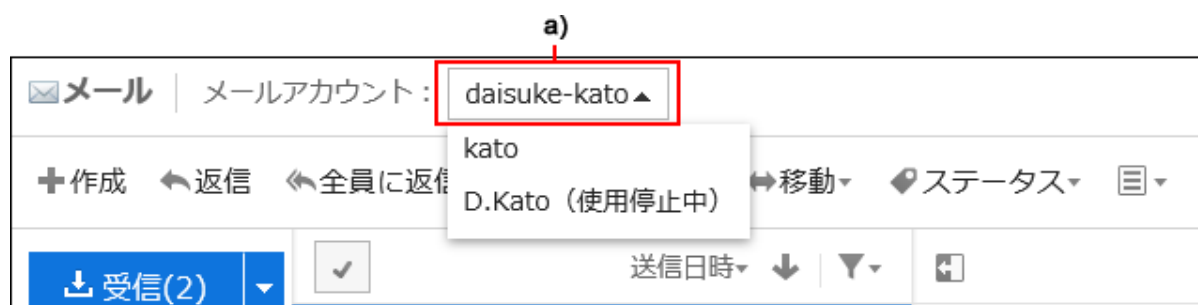 a)
メール メールアカウント： daisuke-kato
kato
作成 返信 全員に返信 移動 ステータス
D.Kato（使用停止中）
受信(2) 送信日時